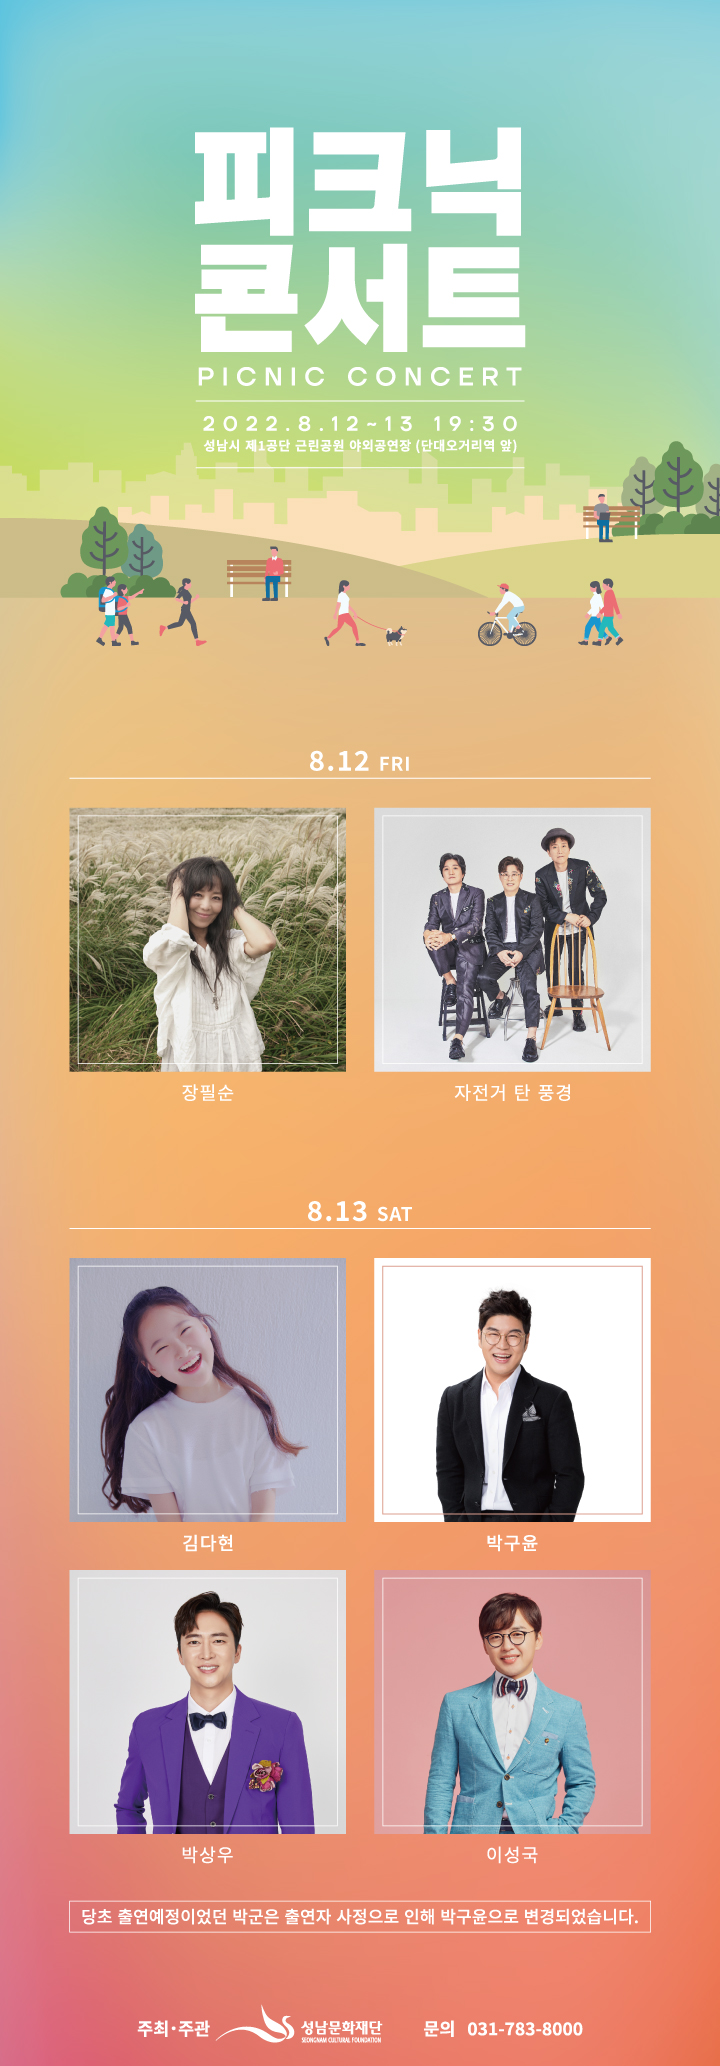 피크닉
콘서트
PICNIC CONCERT
2022.8.12~13 19:30
성남시 제1공단 근린공원 야외공연장 (단대오거리역 앞)
8.12 FRI
장필순
자전거 탄 풍경
8.13 SAT
김다현
박구윤
박상우
이성국
당초 출연예정이었던 박군은 출연자 사정으로 인해 박구윤으로 변경되었습니다.
주최·주관 성남문화재단 문의 031-783-8000
SEONGNAM CULTURAL FOUNDATION